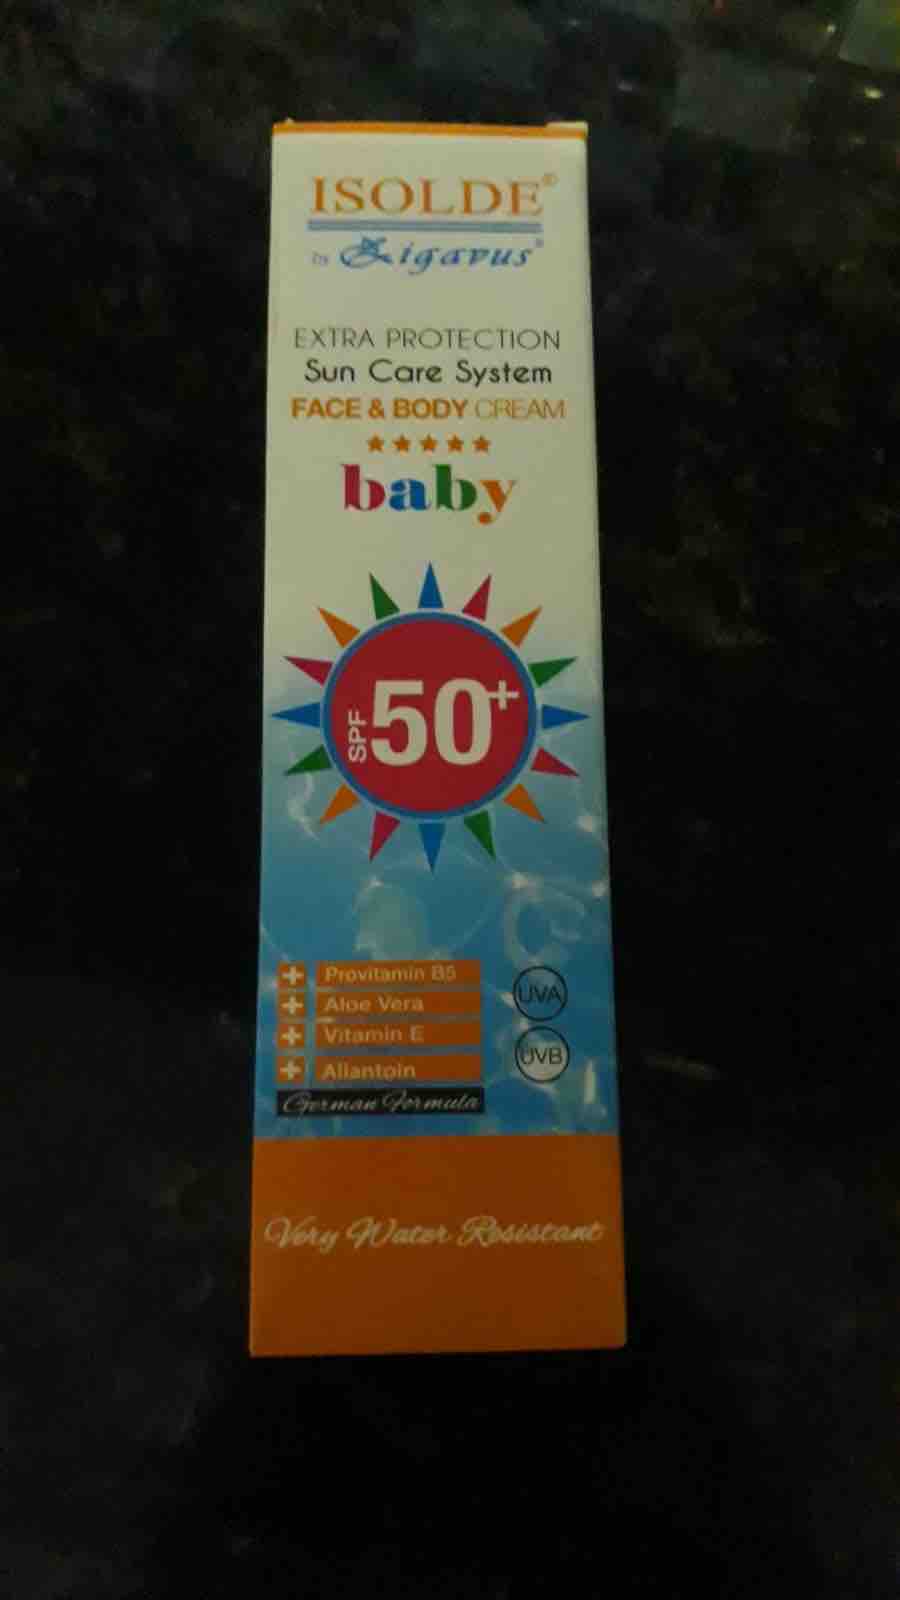 ISOLDE®
by Zigavus®
EXTRA PROTECTION
Sun Care System
FACE & BODY CREAM
baby
SPF 50+
Provitamin B5
Aloe Vera
Vitamin E
Allantoin
UVA
UVB
German Formula
Very Water Resistant